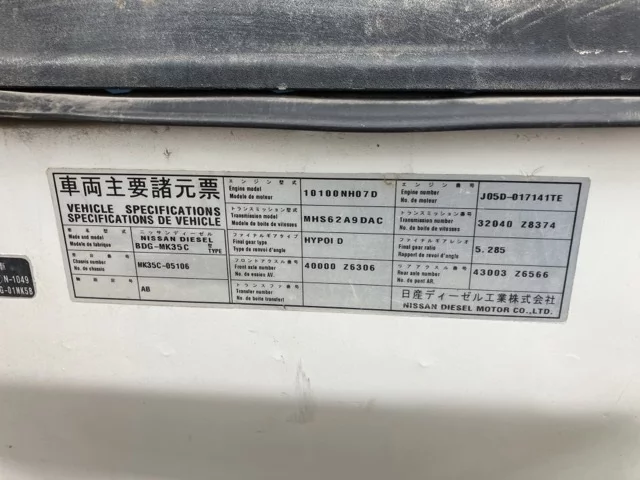 車両主要諸元票
VEHICLE SPECIFICATIONS
SPECIFICATIONS DE VEHICLE
車名型式
Make and model
Modele de fabrique
ニッサンディーゼル
NISSAN DIESEL
BDG-MK35C TYPE
Chassis number
No. de chassis
MK35C-05106
AB
エンジン型式
Engine model
Modele de moteur
10100NH07D
トランスミッション型式
Transmission model
Modele de boite de vitesses
MHS62A9DAC
ファイナルギアタイプ
Final gear type
Type de renvoi d'angle
HYPOID
フロントアクスル番号
Front axle number
No. de essieu AV.
40000 Z6306
トランスファ番号
Transfer number
No. de boite transfert
エンジン番号
Engine number
No. de moteur
J05D-017141TE
トランスミッション番号
Transmission number
No. de boite de vitesses
32040 Z8374
ファイナルギアレシオ
Final gear ratio
Rapport de renvoi d'angle
5.285
リアアクスル番号
Rear axle number
No. de pont AR.
43003 Z6566
日産ディーゼル工業株式会社
NISSAN DIESEL MOTOR CO.,LTD.
N-1049
G-01MK58